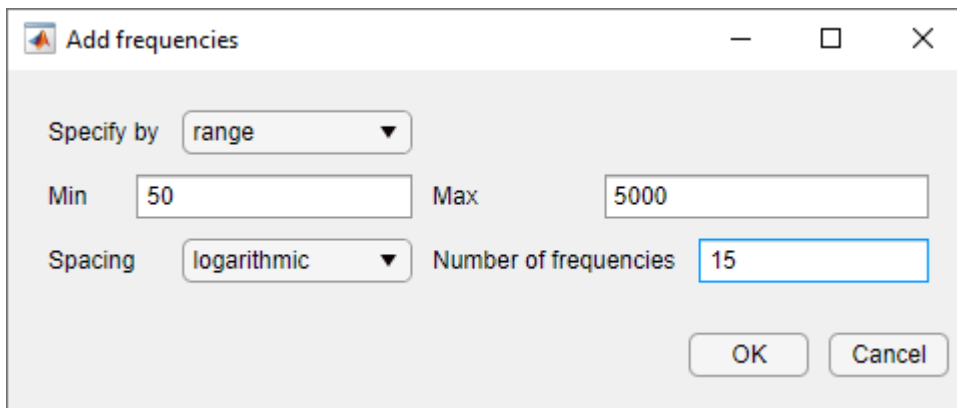 Add frequencies
Specify by range
Min 50 Max 5000
Spacing logarithmic Number of frequencies 15
OK Cancel